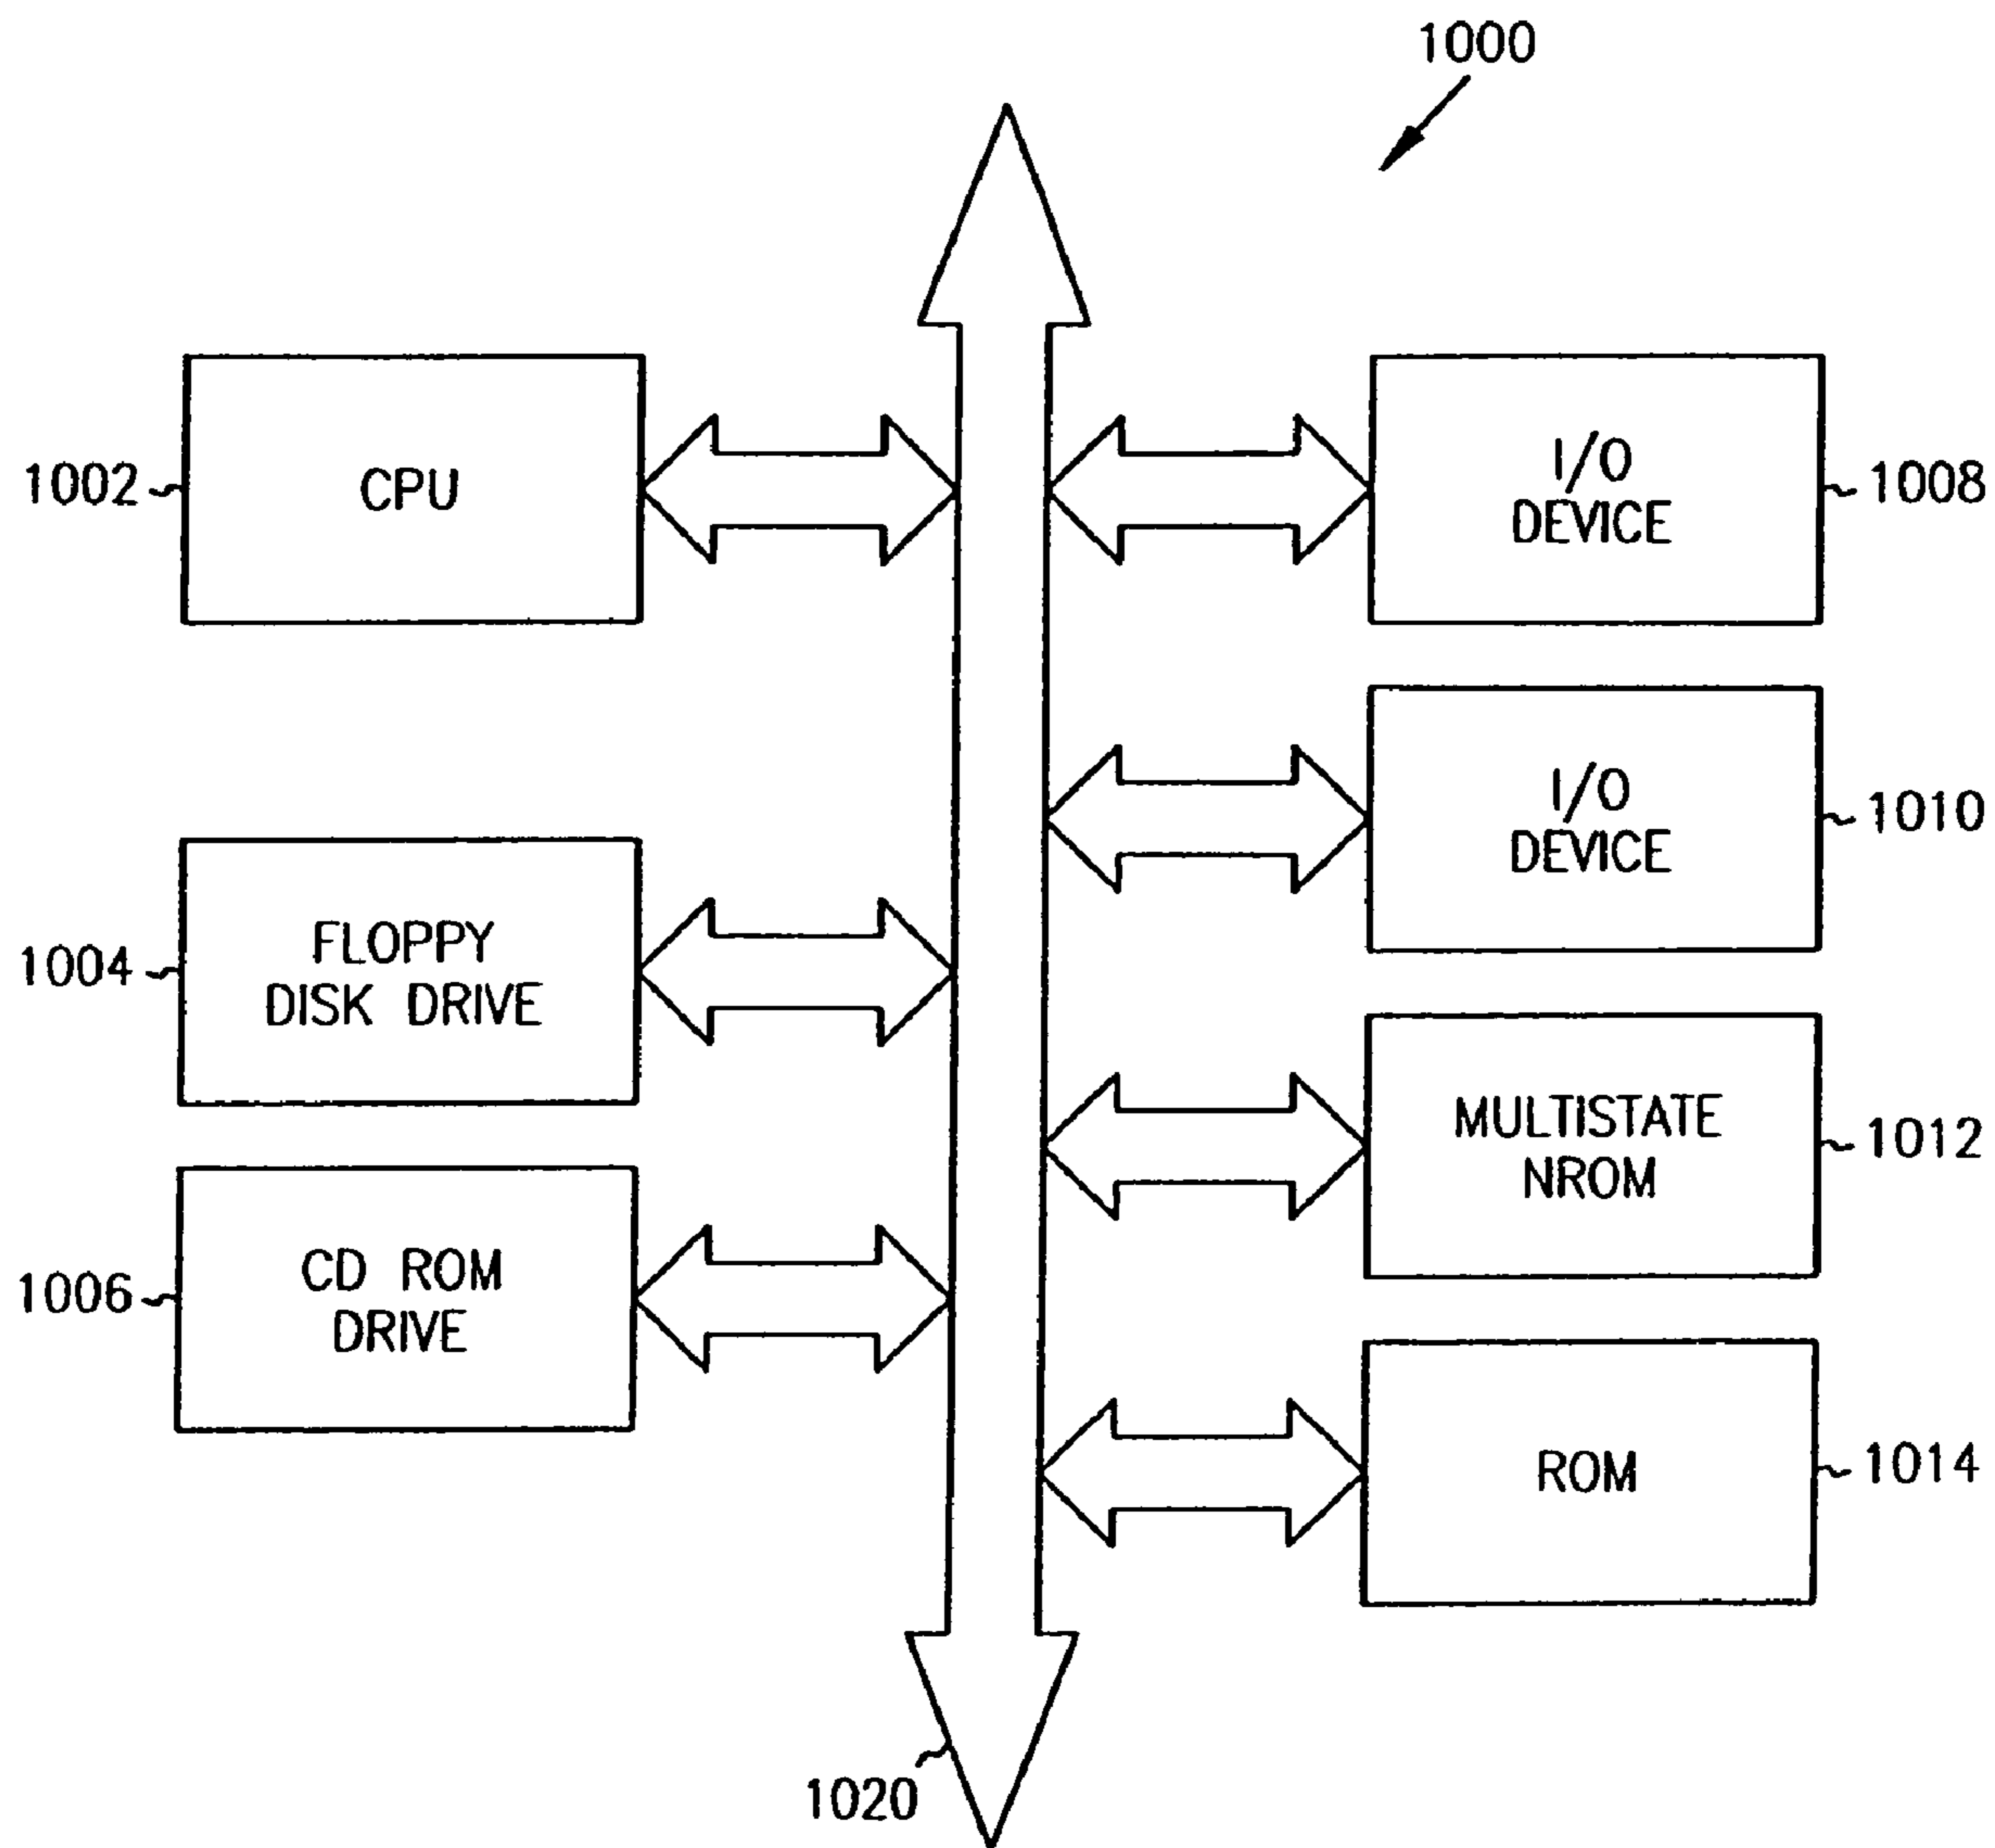 1000
1002
CPU
I/O
DEVICE
1008
I/O
DEVICE
1010
1004
FLOPPY
DISK DRIVE
MULTISTATE
NROM
1012
1006
CD ROM
DRIVE
ROM
1014
1020